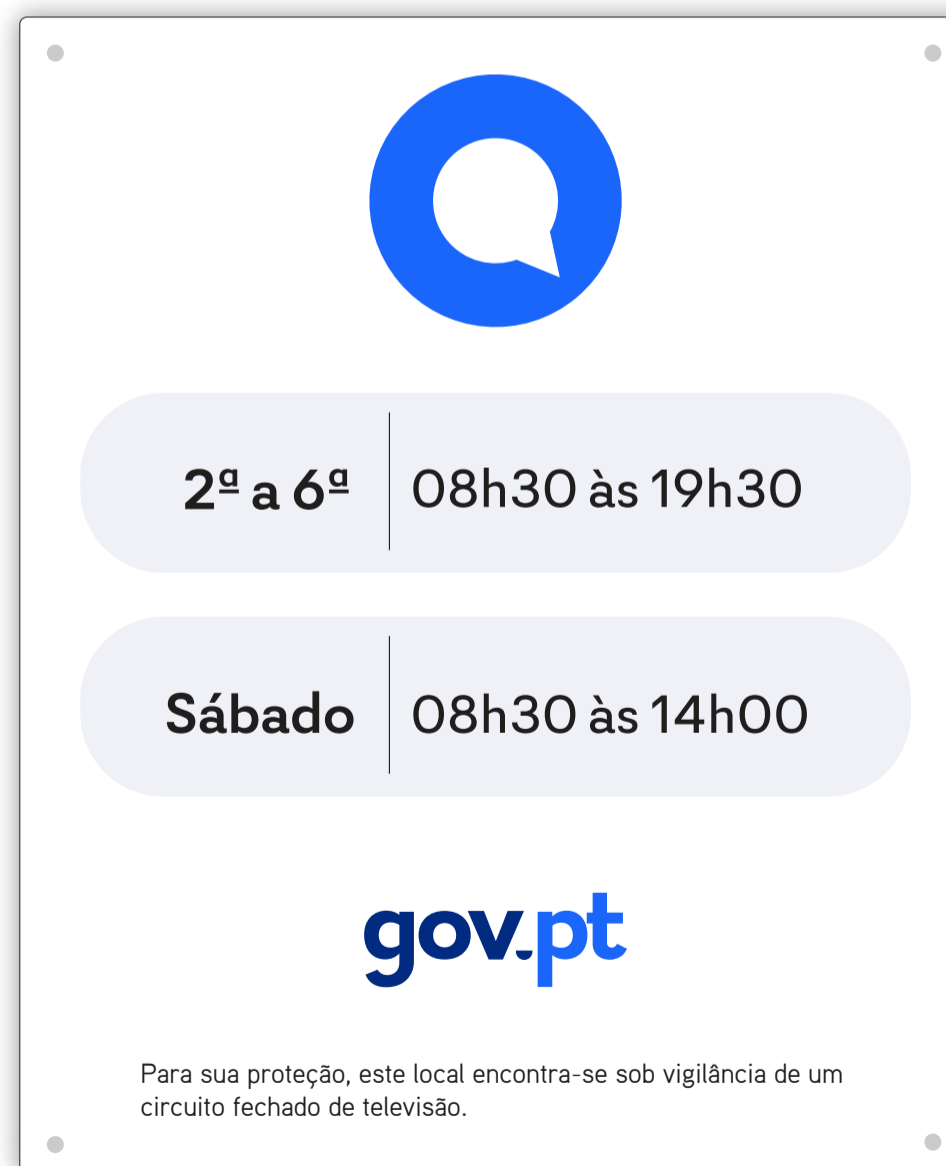 2ª a 6ª 08h30 às 19h30
Sábado 08h30 às 14h00
gov.pt
Para sua proteção, este local encontra-se sob vigilância de um
circuito fechado de televisão.